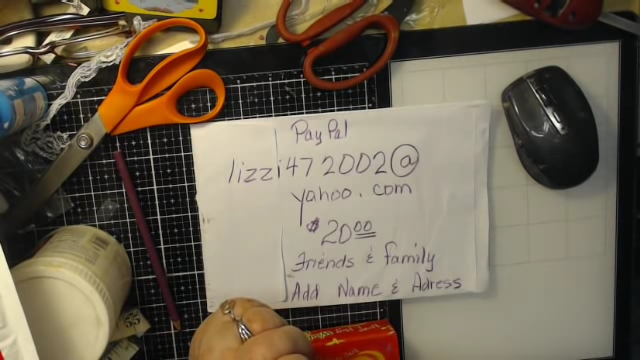 PayPal
lizzi472002@
yahoo.com
$20.00
Friends & family
Add Name & Adress